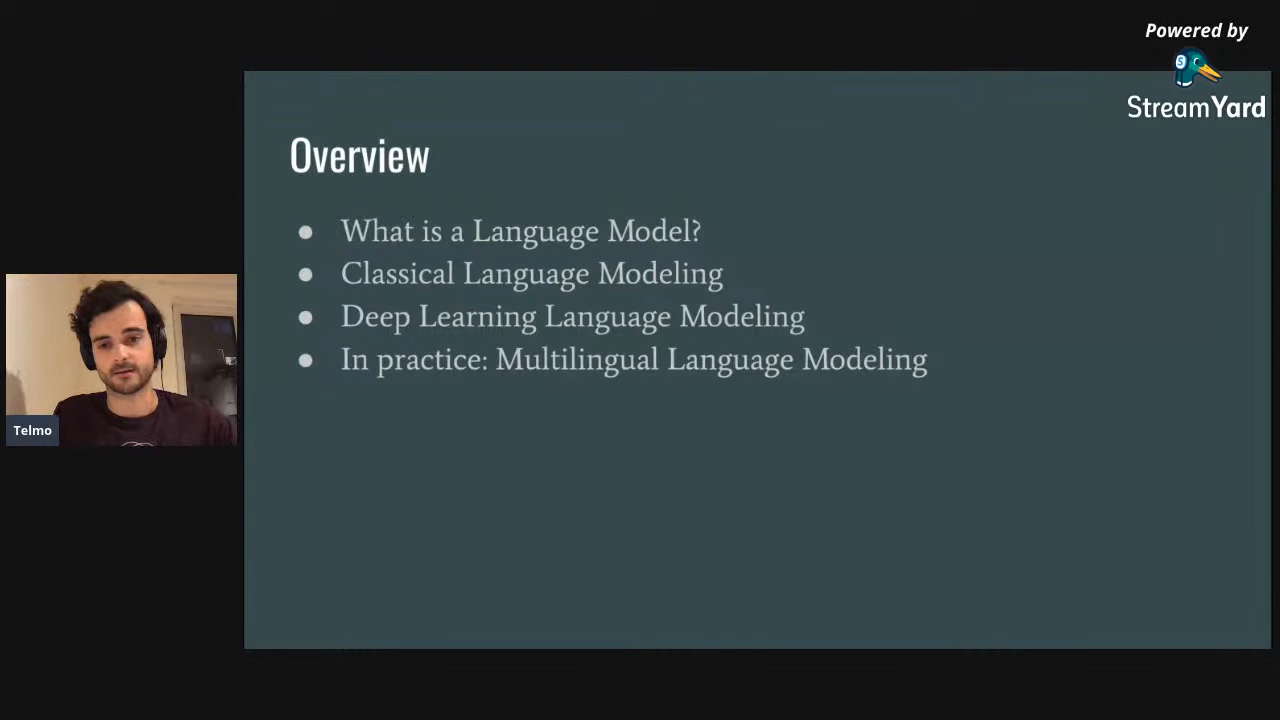 Powered by
StreamYard
Overview
What is a Language Model?
Classical Language Modeling
Deep Learning Language Modeling
In practice: Multilingual Language Modeling
Telmo